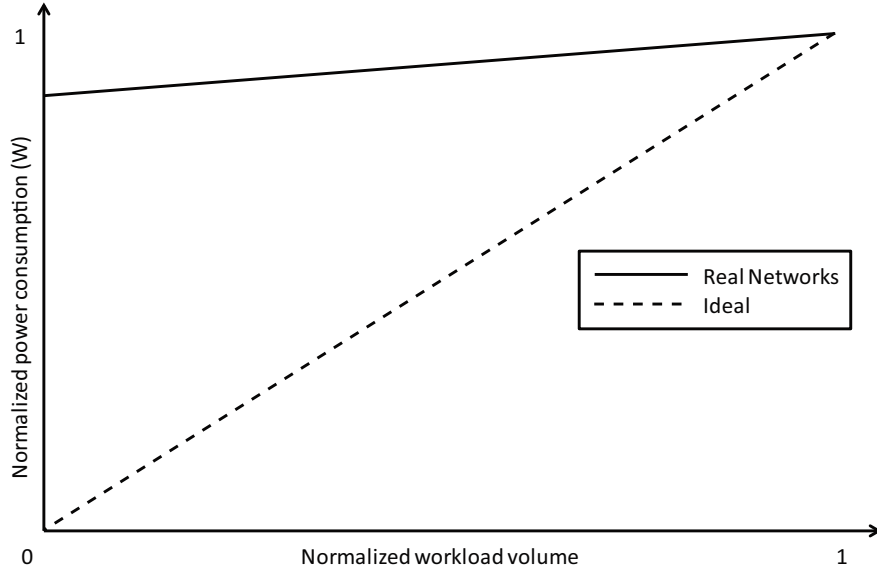 1
Normalized power consumption (W)
Real Networks
Ideal
0
Normalized workload volume
1